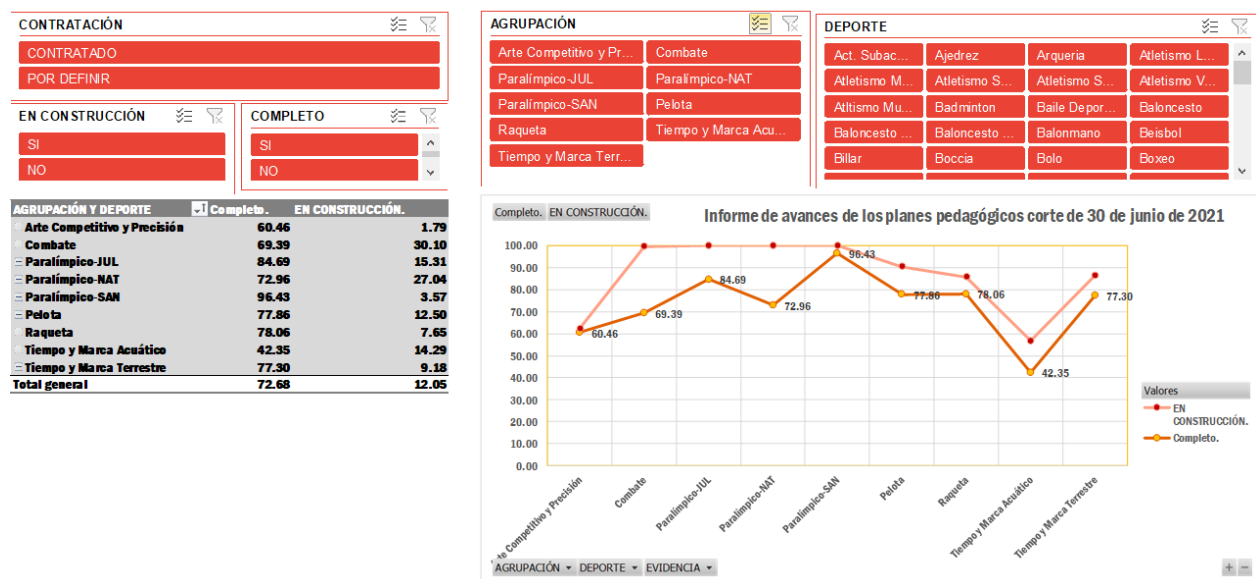 CONTRATACIÓN
CONTRATADO
POR DEFINIR
EN CONSTRUCCIÓN
SI
NO
COMPLETO
SI
NO
AGRUPACIÓN
Arte Competitivo y Pr... Combate
Paralímpico-JUL Paralímpico-NAT
Paralímpico-SAN Pelota
Raqueta Tiempo y Marca Acu...
Tiempo y Marca Terr...
DEPORTE
Act. Subac... Ajedrez Arqueria Atletismo L...
Atletismo M... Atletismo S... Atletismo S... Atletismo V...
Atltismo Mu... Badminton Baile Depor... Baloncesto
Baloncesto ... Baloncesto ... Balonmano Beisbol
Billar Boccia Bolo Boxeo
AGRUPACIÓN Y DEPORTE Completo. EN CONSTRUCCIÓN.
Arte Competitivo y Precisión 60.46 1.79
Combate 69.39 30.10
Paralímpico-JUL 84.69 15.31
Paralímpico-NAT 72.96 27.04
Paralímpico-SAN 96.43 3.57
Pelota 77.86 12.50
Raqueta 78.06 7.65
Tiempo y Marca Acuático 42.35 14.29
Tiempo y Marca Terrestre 77.30 9.18
Total general 72.68 12.05
Completo. EN CONSTRUCCIÓN.
Informe de avances de los planes pedagógicos corte de 30 de junio de 2021
100.00
90.00
80.00
70.00
60.00
50.00
40.00
30.00
20.00
10.00
0.00
60.46
69.39
84.69
72.96
96.43
77.86
78.06
42.35
77.30
Competitivo y Precisión
Combate
Paralímpico-JUL
Paralímpico-NAT
Paralímpico-SAN
Pelota
Raqueta
Tiempo y Marca Acuático
Tiempo y Marca Terrestre
Valores
EN
CONSTRUCCIÓN.
Completo.
AGRUPACIÓN DEPORTE EVIDENCIA